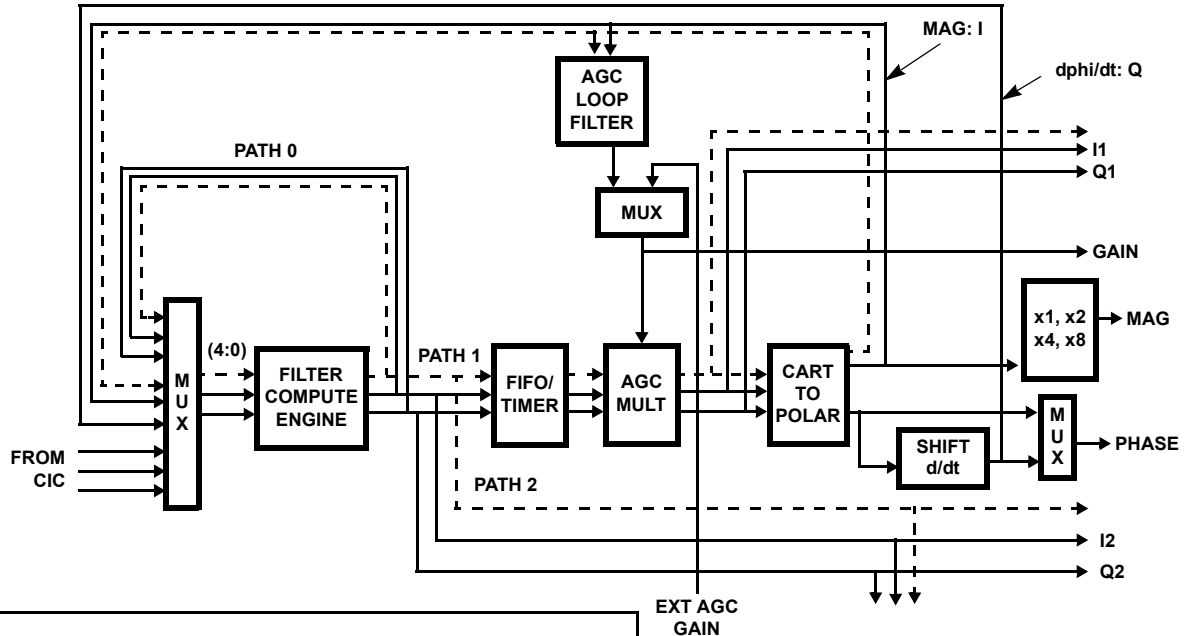 MAG: I
dphi/dt: Q
AGC
LOOP
FILTER
PATH 0
I1
Q1
MUX
GAIN
x1, x2
x4, x8
MAG
(4:0)
M
U
X
FILTER
COMPUTE
ENGINE
PATH 1
FIFO/
TIMER
AGC
MULT
CART
TO
POLAR
M
U
X
PHASE
SHIFT
d/dt
FROM
CIC
PATH 2
I2
Q2
EXT AGC
GAIN